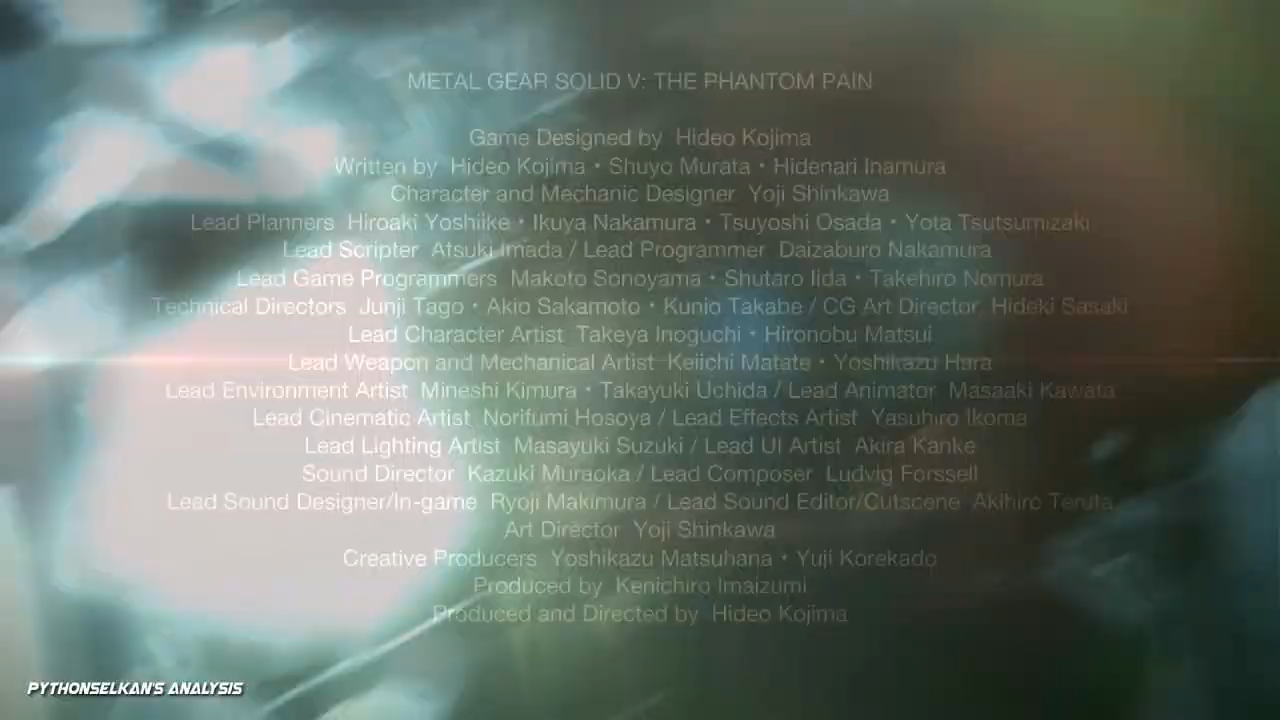 METAL GEAR SOLID V: THE PHANTOM PAIN
Game Designed by Hideo Kojima
Written by Hideo Kojima・Shuyo Murata・Hidenari Inamura
Character and Mechanic Designer Yoji Shinkawa
Lead Planners Hiroaki Yoshiike・Ikuya Nakamura・Tsuyoshi Osada・Yota Tsutsumizaki
Lead Scripter Atsuki Imada / Lead Programmer Daizaburo Nakamura
Lead Game Programmers Makoto Sonoyama・Shutaro Iida・Takehiro Nomura
Technical Directors Junji Tago・Akio Sakamoto・Kunio Takabe / CG Art Director Hideki Sasaki
Lead Character Artist Takeya Inoguchi・Hironobu Matsui
Lead Weapon and Mechanical Artist Keiichi Matate・Yoshikazu Hara
Lead Environment Artist Mineshi Kimura・Takayuki Uchida / Lead Animator Masaaki Kawata
Lead Cinematic Artist Norifumi Hosoya / Lead Effects Artist Yasuhiro Ikoma
Lead Lighting Artist Masayuki Suzuki / Lead UI Artist Akira Kanke
Sound Director Kazuki Muraoka / Lead Composer Ludvig Forssell
Lead Sound Designer/In-game Ryoji Makimura / Lead Sound Editor/Cutscene Akihiro Teruta
Art Director Yoji Shinkawa
Creative Producers Yoshikazu Matsuhana・Yuji Korekado
Produced by Kenichiro Imaizumi
Produced and Directed by Hideo Kojima
PYTHONSELKAN'S ANALYSIS